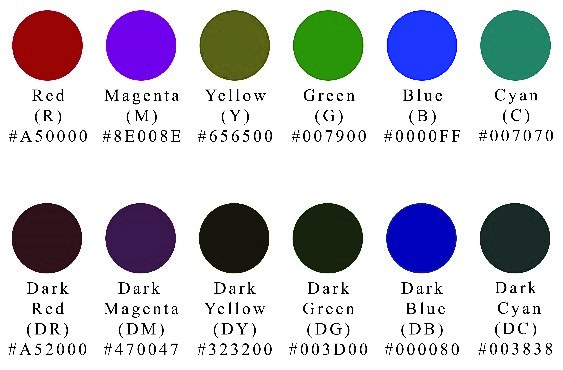 Red Magenta Yellow Green Blue Cyan
(R) (M) (Y) (G) (B) (C)
#A50000 #8E008E #656500 #007900 #0000FF #007070
Dark Dark Dark Dark Dark Dark
Red Magenta Yellow Green Blue Cyan
(DR) (DM) (DY) (DG) (DB) (DC)
#A52000 #470047 #323200 #003D00 #000080 #003838